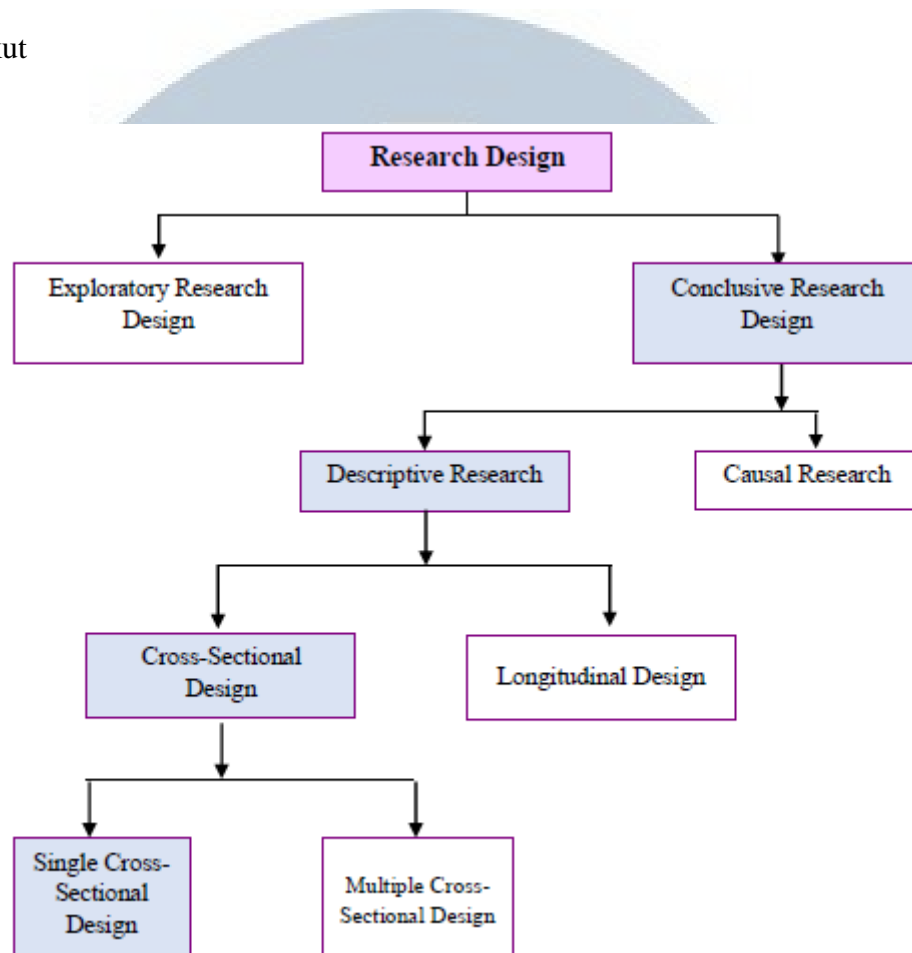 Research Design
Exploratory Research
Design
Conclusive Research
Design
Descriptive Research
Causal Research
Cross-Sectional
Design
Longitudinal Design
Single Cross-
Sectional
Design
Multiple Cross-
Sectional Design